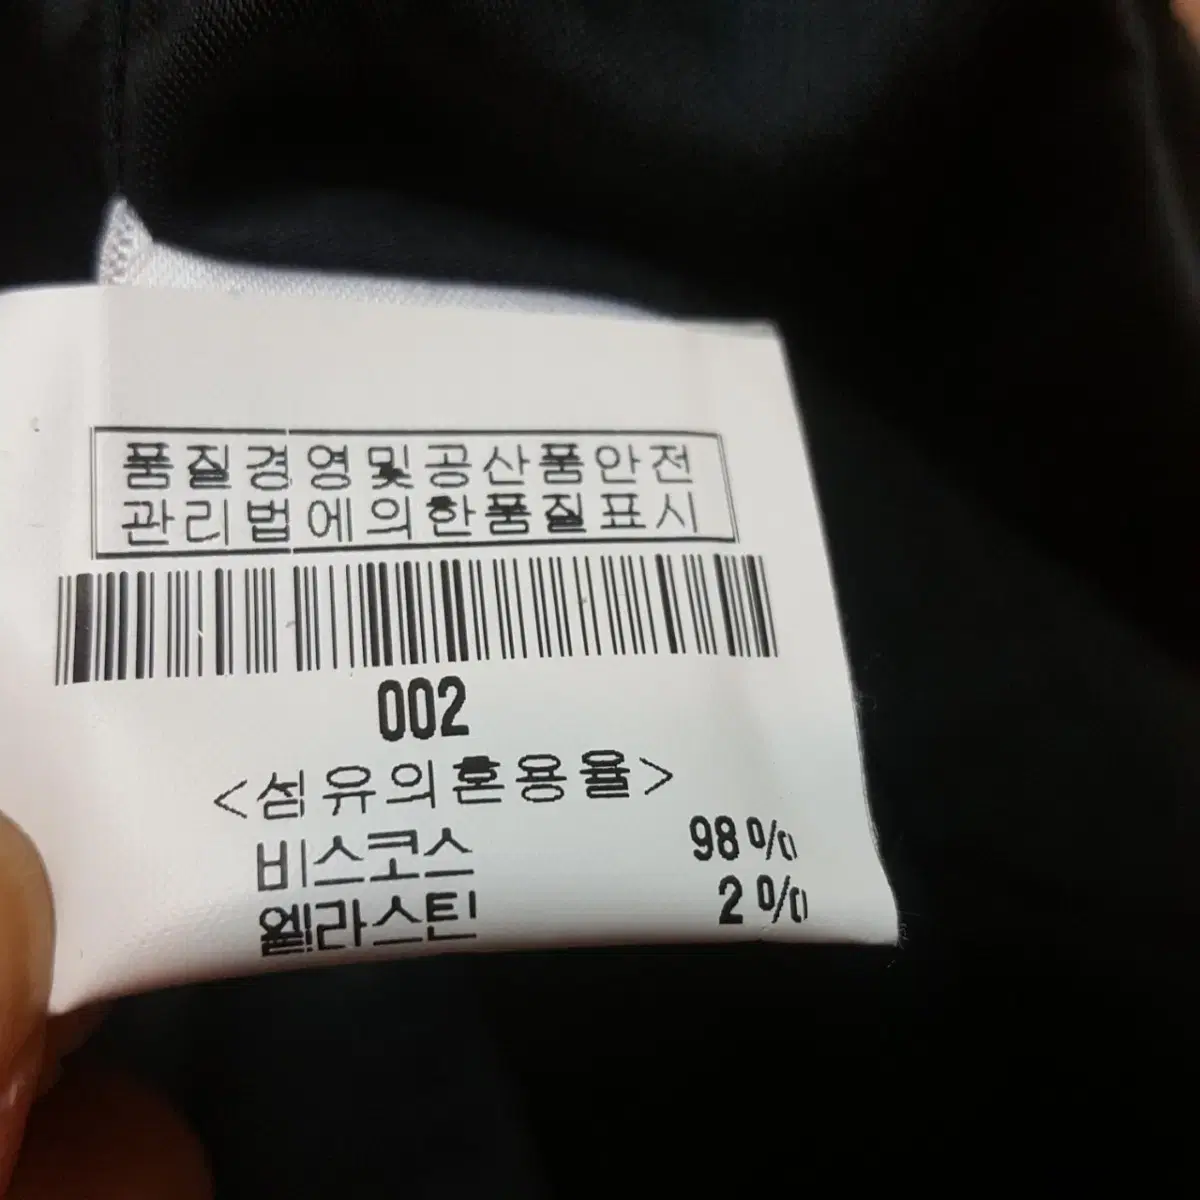 품질경영및공산품안전
관리법에의한품질표시
002
<섬유의혼용율>
비스코스 98%
엘라스틴 2%